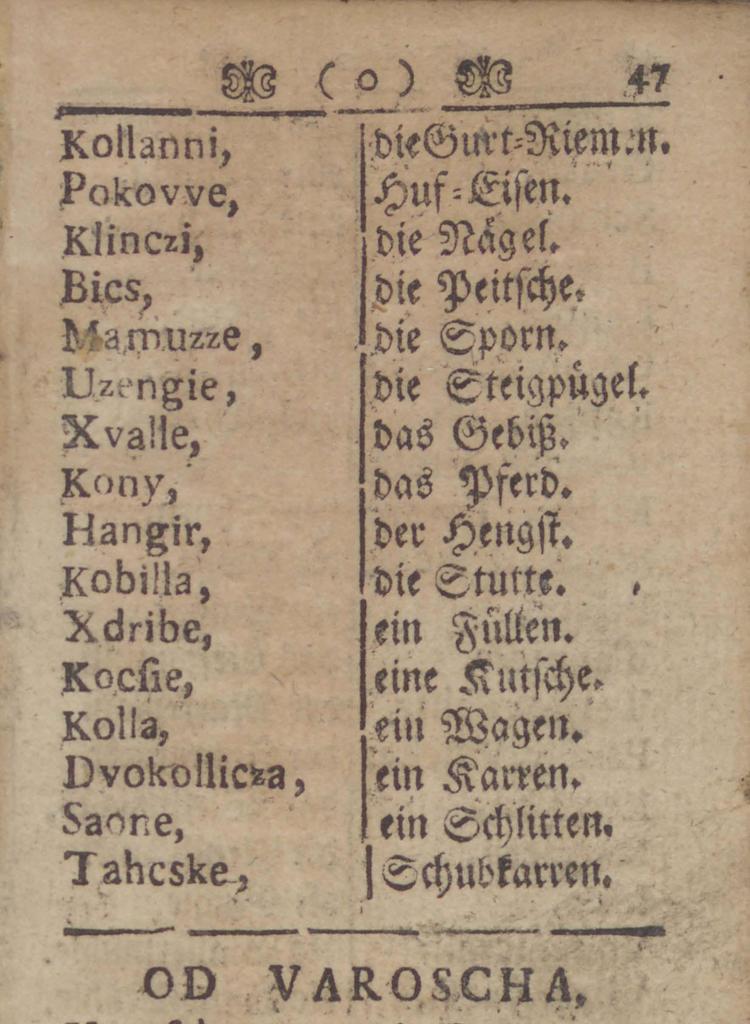 ( o ) 47
Kollanni, die Gurt-Riemen.
Pokovve, Huf-Eisen.
Klinczi, die Nägel.
Bics, die Peitsche.
Mamuzze, die Sporn.
Uzengie, die Steigpügel.
Xvalle, das Gebiß.
Kony, das Pferd.
Hangir, der Hengst.
Kobilla, die Stutte.
Xdribe, ein Füllen.
Kocsie, eine Kutsche.
Kolla, ein Wagen.
Dvokollicza, ein Karren.
Saone, ein Schlitten.
Tahcske, Schubkarren.
OD VAROSCHA.